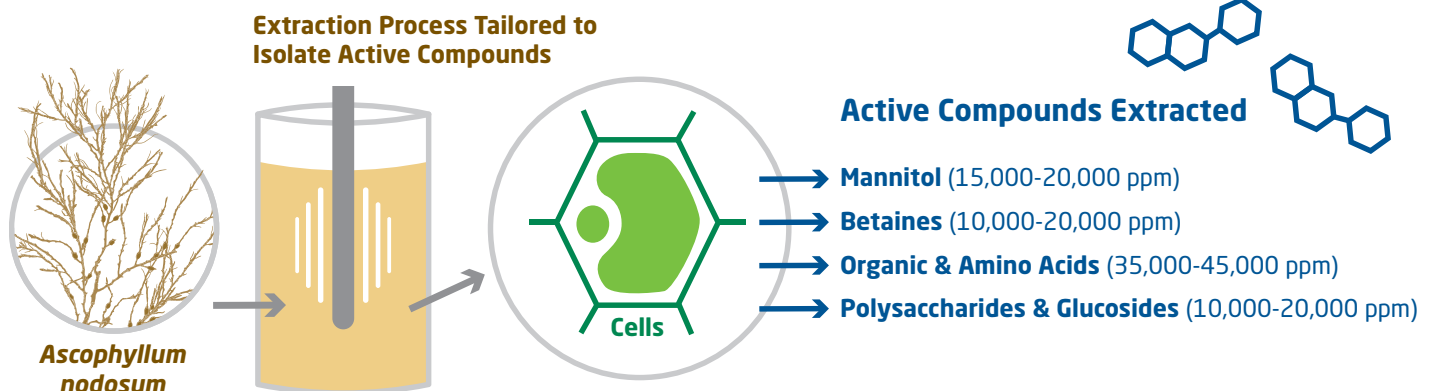 Extraction Process Tailored to
Isolate Active Compounds
Ascophyllum
nodosum
Cells
Active Compounds Extracted
Mannitol (15,000-20,000 ppm)
Betaines (10,000-20,000 ppm)
Organic & Amino Acids (35,000-45,000 ppm)
Polysaccharides & Glucosides (10,000-20,000 ppm)